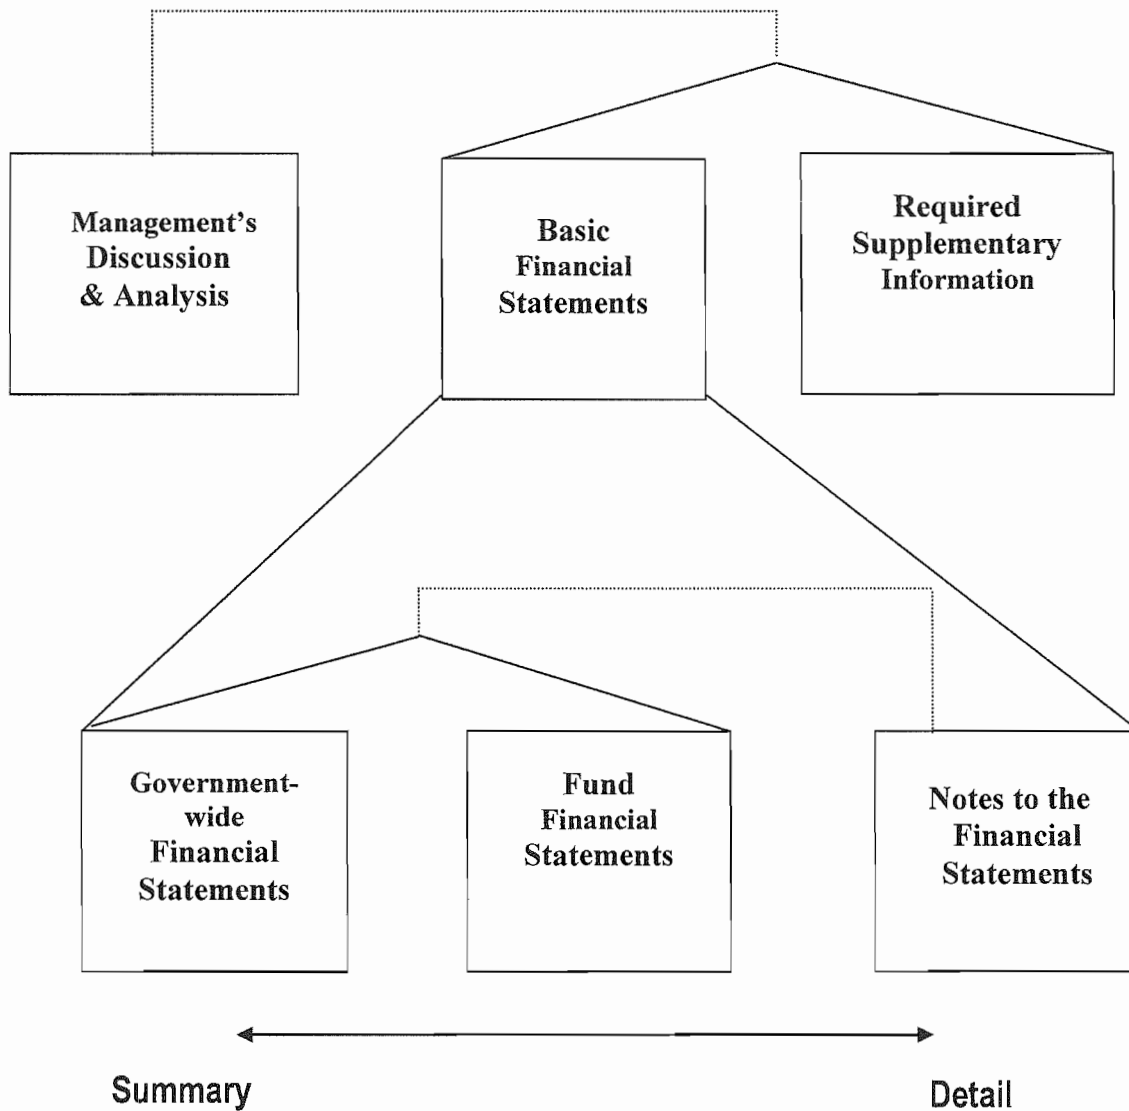 Management's
Discussion
& Analysis
Basic
Financial
Statements
Required
Supplementary
Information
Government-
wide
Financial
Statements
Fund
Financial
Statements
Notes to the
Financial
Statements
Summary
Detail